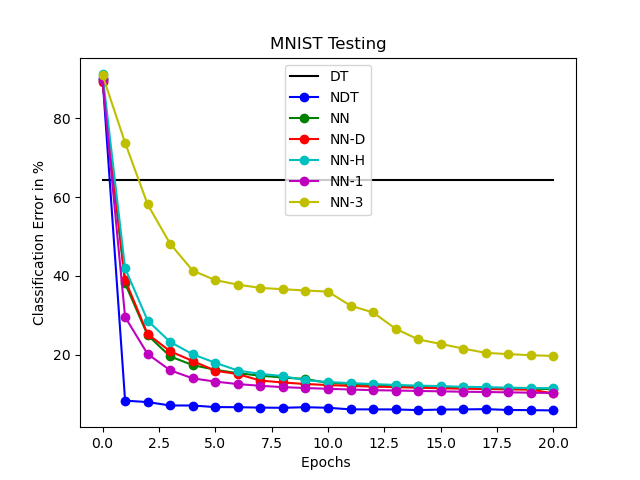 MNIST Testing
DT
NDT
NN
NN-D
NN-H
NN-1
NN-3
Classification Error in %
80
60
40
20
0.0 2.5 5.0 7.5 10.0 12.5 15.0 17.5 20.0
Epochs